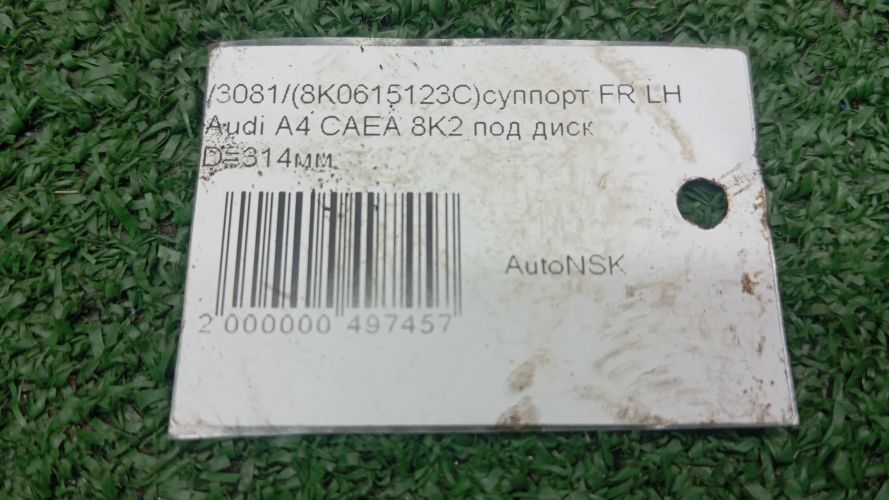 /3081/(8K0615123C)суппорт FR LH
Audi A4 CAEA 8K2 под диск
D=314мм
AutoNSK
2 000000 497457